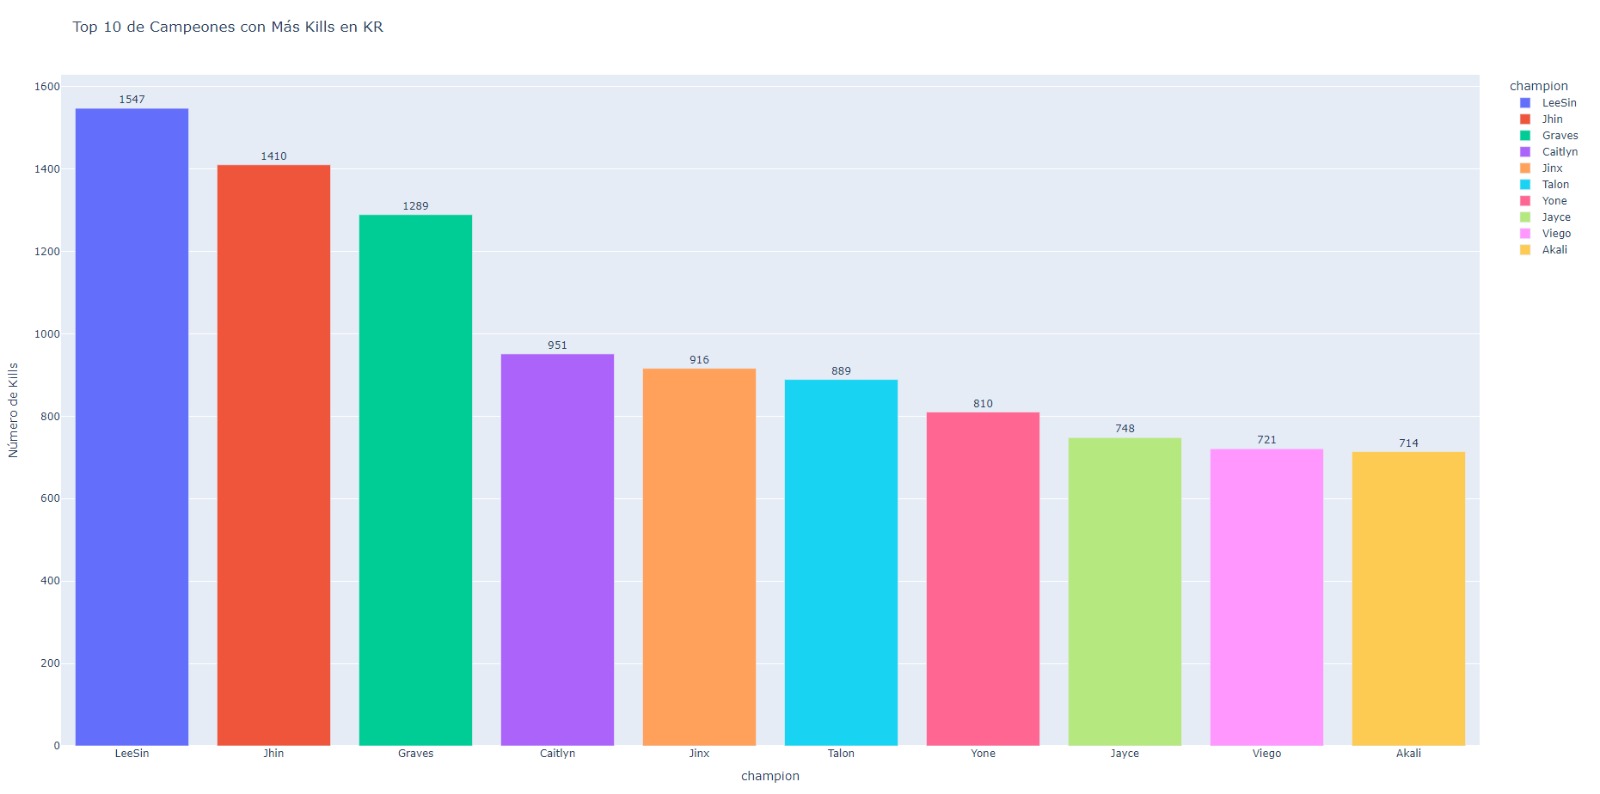 Top 10 de Campeones con Más Kills en KR
Número de Kills
1600
1400
1200
1000
800
600
400
200
0
1547
1410
1289
951
916
889
810
748
721
714
LeeSin
Jhin
Graves
Caitlyn
Jinx
Talon
Yone
Jayce
Viego
Akali
champion
champion
LeeSin
Jhin
Graves
Caitlyn
Jinx
Talon
Yone
Jayce
Viego
Akali